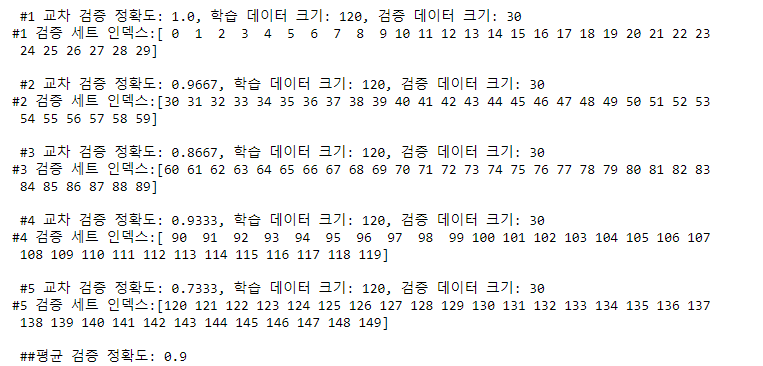 #1 교차 검증 정확도: 1.0, 학습 데이터 크기: 120, 검증 데이터 크기: 30
#1 검증 세트 인덱스:[ 0  1  2  3  4  5  6  7  8  9 10 11 12 13 14 15 16 17 18 19 20 21 22 23
24 25 26 27 28 29]
#2 교차 검증 정확도: 0.9667, 학습 데이터 크기: 120, 검증 데이터 크기: 30
#2 검증 세트 인덱스:[30 31 32 33 34 35 36 37 38 39 40 41 42 43 44 45 46 47 48 49 50 51 52 53
54 55 56 57 58 59]
#3 교차 검증 정확도: 0.8667, 학습 데이터 크기: 120, 검증 데이터 크기: 30
#3 검증 세트 인덱스:[60 61 62 63 64 65 66 67 68 69 70 71 72 73 74 75 76 77 78 79 80 81 82 83
84 85 86 87 88 89]
#4 교차 검증 정확도: 0.9333, 학습 데이터 크기: 120, 검증 데이터 크기: 30
#4 검증 세트 인덱스:[ 90  91  92  93  94  95  96  97  98  99 100 101 102 103 104 105 106 107
108 109 110 111 112 113 114 115 116 117 118 119]
#5 교차 검증 정확도: 0.7333, 학습 데이터 크기: 120, 검증 데이터 크기: 30
#5 검증 세트 인덱스:[120 121 122 123 124 125 126 127 128 129 130 131 132 133 134 135 136 137
138 139 140 141 142 143 144 145 146 147 148 149]
##평균 검증 정확도: 0.9